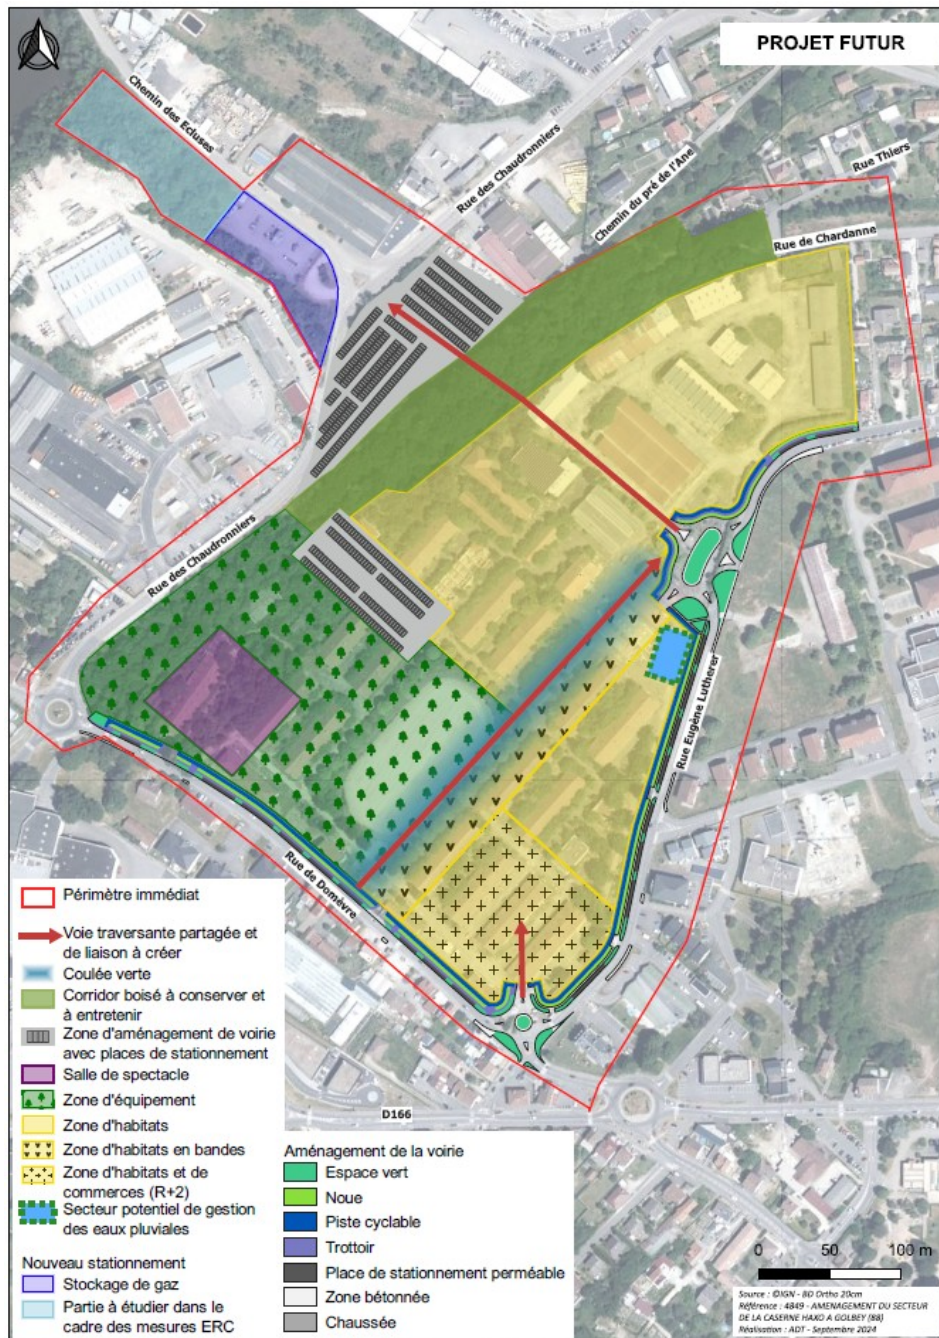 PROJET FUTUR
Chemin des Ecluses
Rue des Chaudronniers
Chemin du pré de l'Ane
Rue Thiers
Rue de Chardanne
Rue des Chaudronniers
Rue Eugène Lutherer
Rue de Domèvre
D166
Périmètre immédiat
Voie traversante partagée et
de liaison à créer
Coulée verte
Corridor boisé à conserver et
à entretenir
Zone d'aménagement de voirie
avec places de stationnement
Salle de spectacle
Zone d'équipement
Zone d'habitats
Zone d'habitats en bandes
Zone d'habitats et de
commerces (R+2)
Secteur potentiel de gestion
des eaux pluviales
Nouveau stationnement
Stockage de gaz
Partie à étudier dans le
cadre des mesures ERC
Aménagement de la voirie
Espace vert
Noue
Piste cyclable
Trottoir
Place de stationnement perméable
Zone bétonnée
Chaussée
0 50 100 m
Source : ©IGN - BD Ortho 20cm
Référence : 4849 - AMENAGEMENT DU SECTEUR
DE LA CASERNE HAXO A GOLBEY (88)
Réalisation : ADT - Septembre 2024